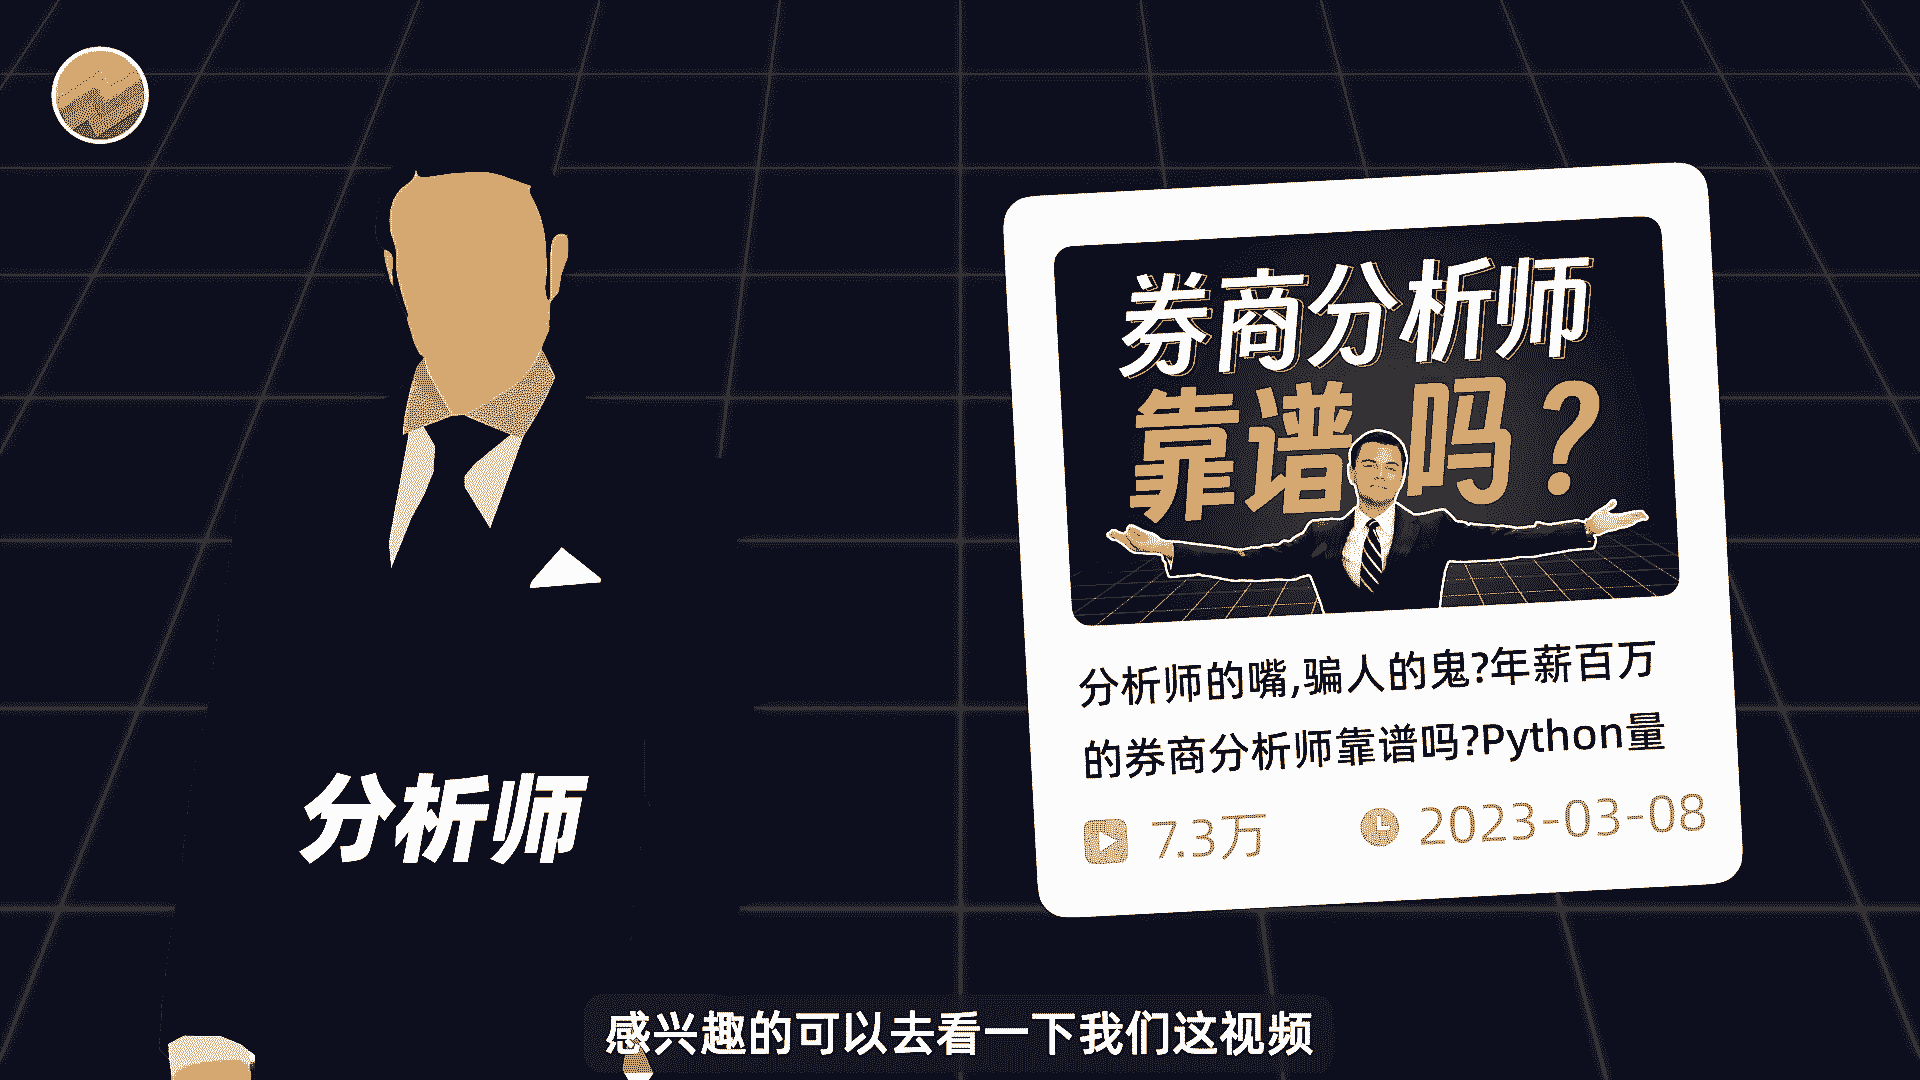 分析师
券商分析师
靠谱吗?
分析师的嘴,骗人的鬼?年薪百万
的券商分析师靠谱吗?Python量
7.3万
2023-03-08
感兴趣的可以去看一下我们这视频